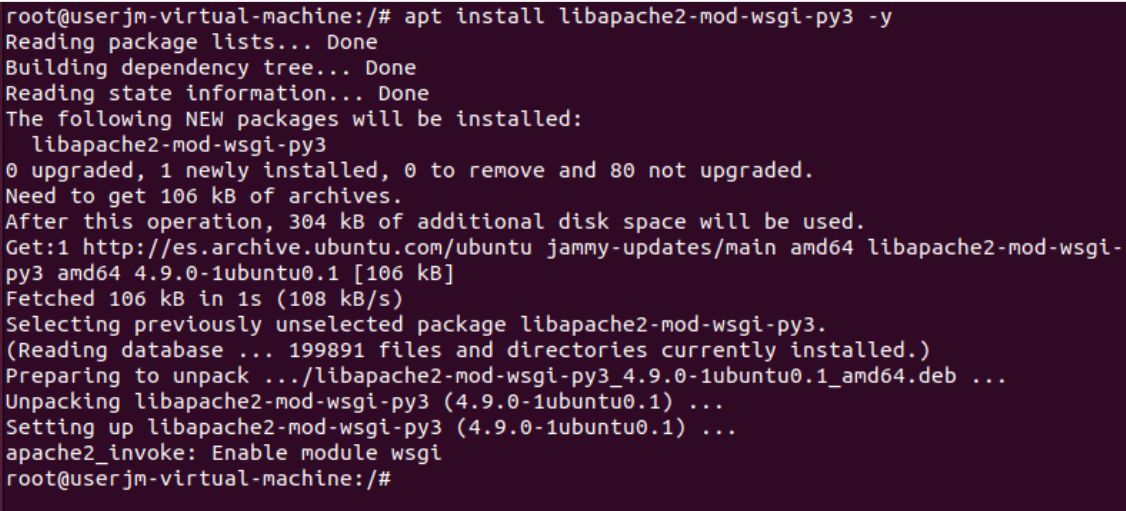 root@userjm-virtual-machine:/# apt install libapache2-mod-wsgi-py3 -y
Reading package lists... Done
Building dependency tree... Done
Reading state information... Done
The following NEW packages will be installed:
  libapache2-mod-wsgi-py3
0 upgraded, 1 newly installed, 0 to remove and 80 not upgraded.
Need to get 106 kB of archives.
After this operation, 304 kB of additional disk space will be used.
Get:1 http://es.archive.ubuntu.com/ubuntu jammy-updates/main amd64 libapache2-mod-wsgi-
py3 amd64 4.9.0-1ubuntu0.1 [106 kB]
Fetched 106 kB in 1s (108 kB/s)
Selecting previously unselected package libapache2-mod-wsgi-py3.
(Reading database ... 199891 files and directories currently installed.)
Preparing to unpack .../libapache2-mod-wsgi-py3_4.9.0-1ubuntu0.1_amd64.deb ...
Unpacking libapache2-mod-wsgi-py3 (4.9.0-1ubuntu0.1) ...
Setting up libapache2-mod-wsgi-py3 (4.9.0-1ubuntu0.1) ...
apache2_invoke: Enable module wsgi
root@userjm-virtual-machine:/#